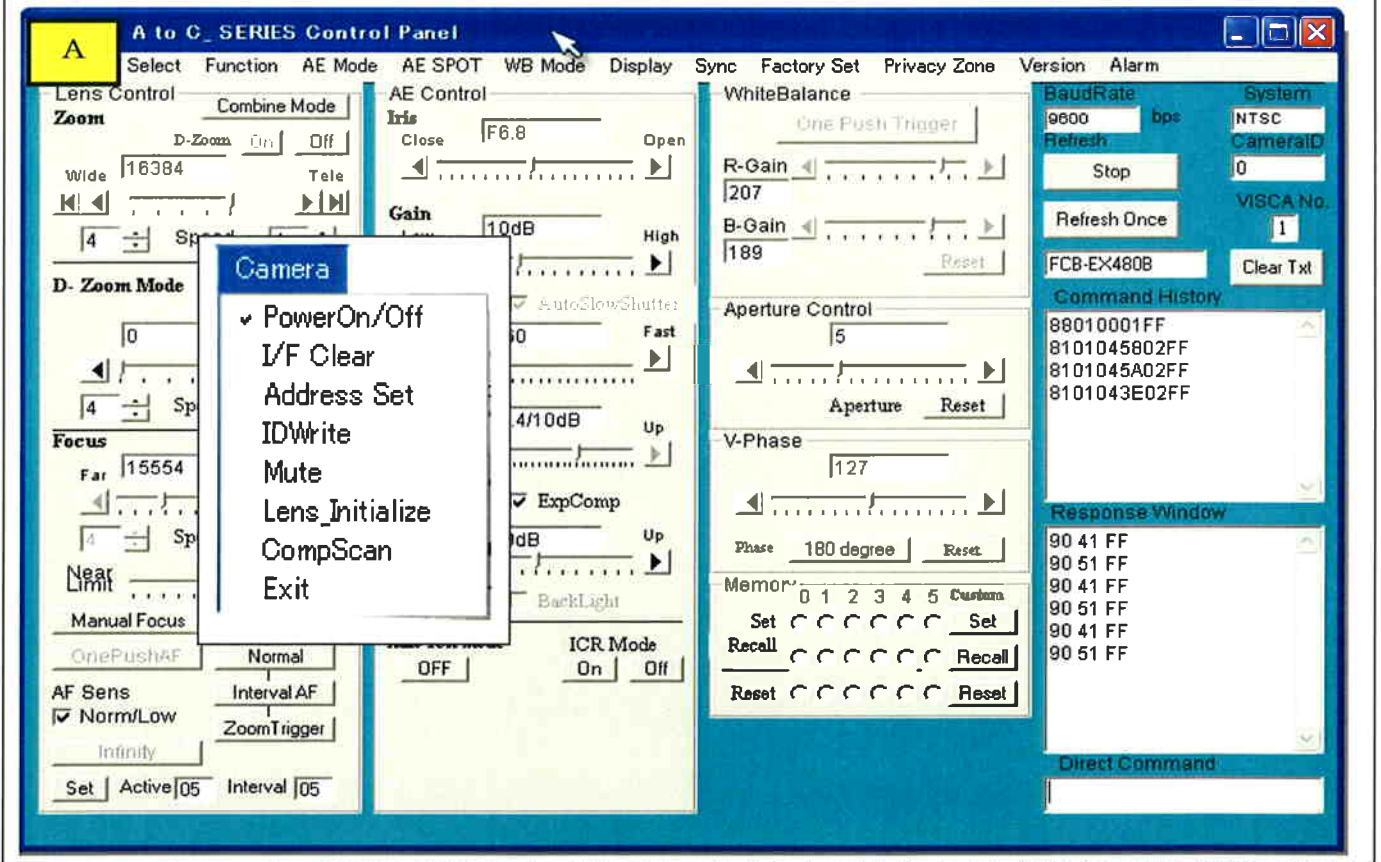 A
A to C_ SERIES Control Panel
Select Function AE Mode AE SPOT WB Mode Display Sync Factory Set Privacy Zone Version Alarm
Lens Control
Combine Mode
Zoom
D-Zoom On Off
16384
Wide Tele
4
D- Zoom Mode
0
4
Focus
Far 15554
4
Near
Limit
Manual Focus
OnePushAF Normal
AF Sens Interval AF
Norm/Low
ZoomTrigger
Infinity
Set Active 05 Interval 05
Camera
PowerOn/Off
I/F Clear
Address Set
IDWrite
Mute
Lens_Initialize
CompScan
Exit
AE Control
Iris
Close F6.8 Open
Gain
10dB
High
AutoSlowShutter
Fast
Up
ExpComp
Up
BackLight
ICR Mode
OFF On Off
WhiteBalance
One Push Trigger
R-Gain
207
B-Gain
189
Reset
Aperture Control
5
Aperture Reset
V-Phase
127
Phase 180 degree Reset
Memory
0 1 2 3 4 5 Custom
Set Set
Recall Recall
Reset Reset
BaudRate System
9600 bps NTSC
Refresh CameraID
Stop 0
VISCA No.
Refresh Once 1
FCB-EX480B Clear Txt
Command History
88010001FF
8101045802FF
8101045A02FF
8101043E02FF
Response Window
90 41 FF
90 51 FF
90 41 FF
90 51 FF
90 41 FF
90 51 FF
Direct Command